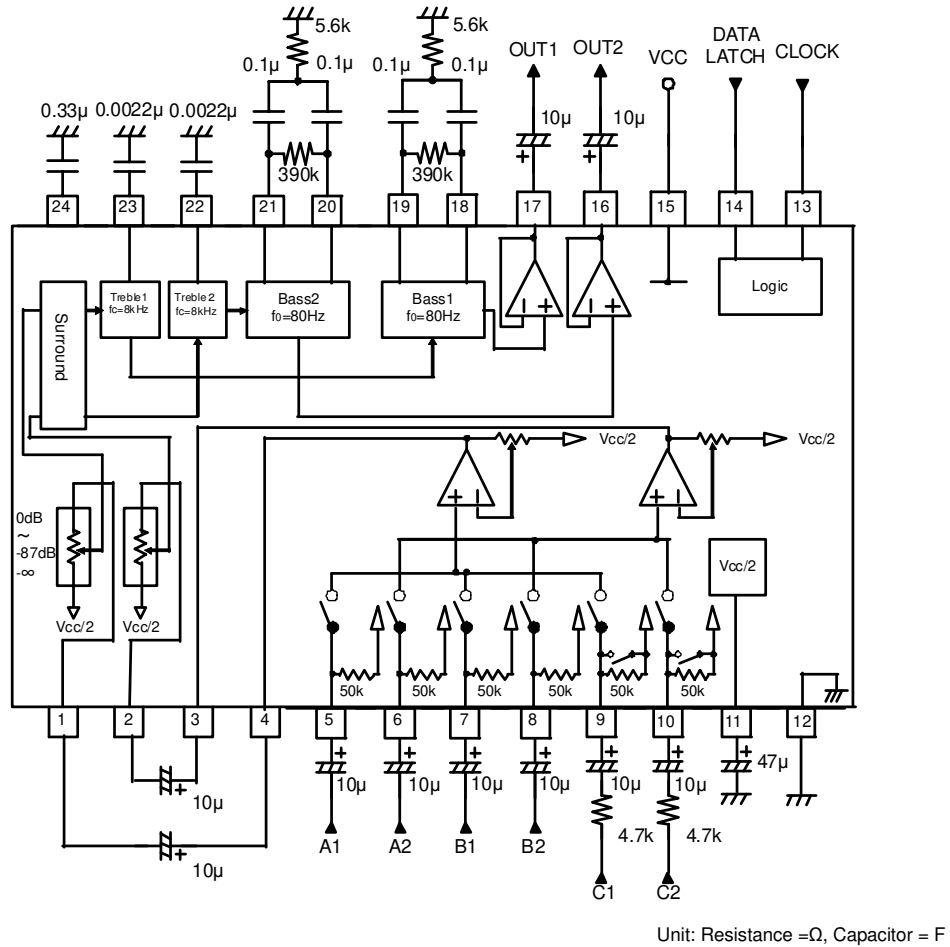 5.6k
5.6k
0.1μ
0.1μ
0.1μ
0.1μ
OUT1
OUT2
VCC
DATA
LATCH
CLOCK
0.33μ
0.0022μ
0.0022μ
10μ
10μ
390k
390k
24
23
22
21
20
19
18
17
16
15
14
13
Surround
Treble1
fc=8kHz
Treble2
fc=8kHz
Bass2
f0=80Hz
Bass1
f0=80Hz
Logic
Vcc/2
Vcc/2
0dB
~
-87dB
-∞
Vcc/2
Vcc/2
Vcc/2
50k
50k
50k
50k
50k
50k
1
2
3
4
5
6
7
8
9
10
11
12
10μ
10μ
10μ
10μ
10μ
10μ
10μ
10μ
47μ
A1
A2
B1
B2
4.7k
4.7k
C1
C2
Unit: Resistance =Ω, Capacitor = F